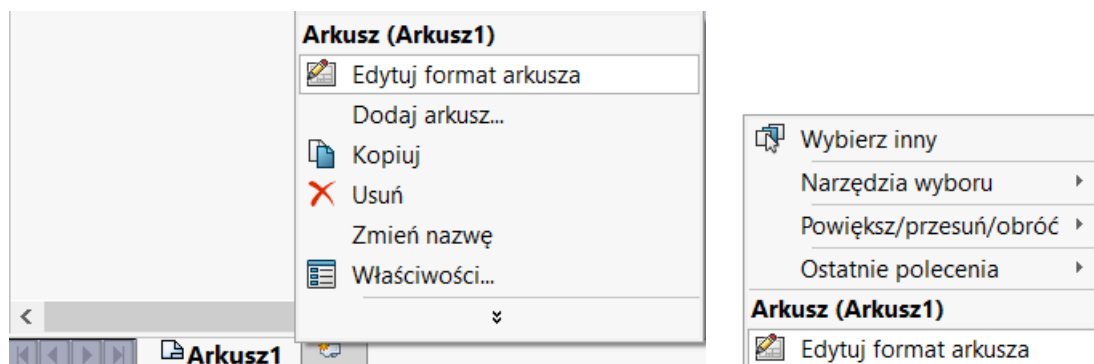 Arkusz (Arkusz1)
Edytuj format arkusza
Dodaj arkusz...
Kopiuj
Usuń
Zmień nazwę
Właściwości...
Arkusz1
Wybierz inny
Narzędzia wyboru
Powiększ/przesuń/obróć
Ostatnie polecenia
Arkusz (Arkusz1)
Edytuj format arkusza